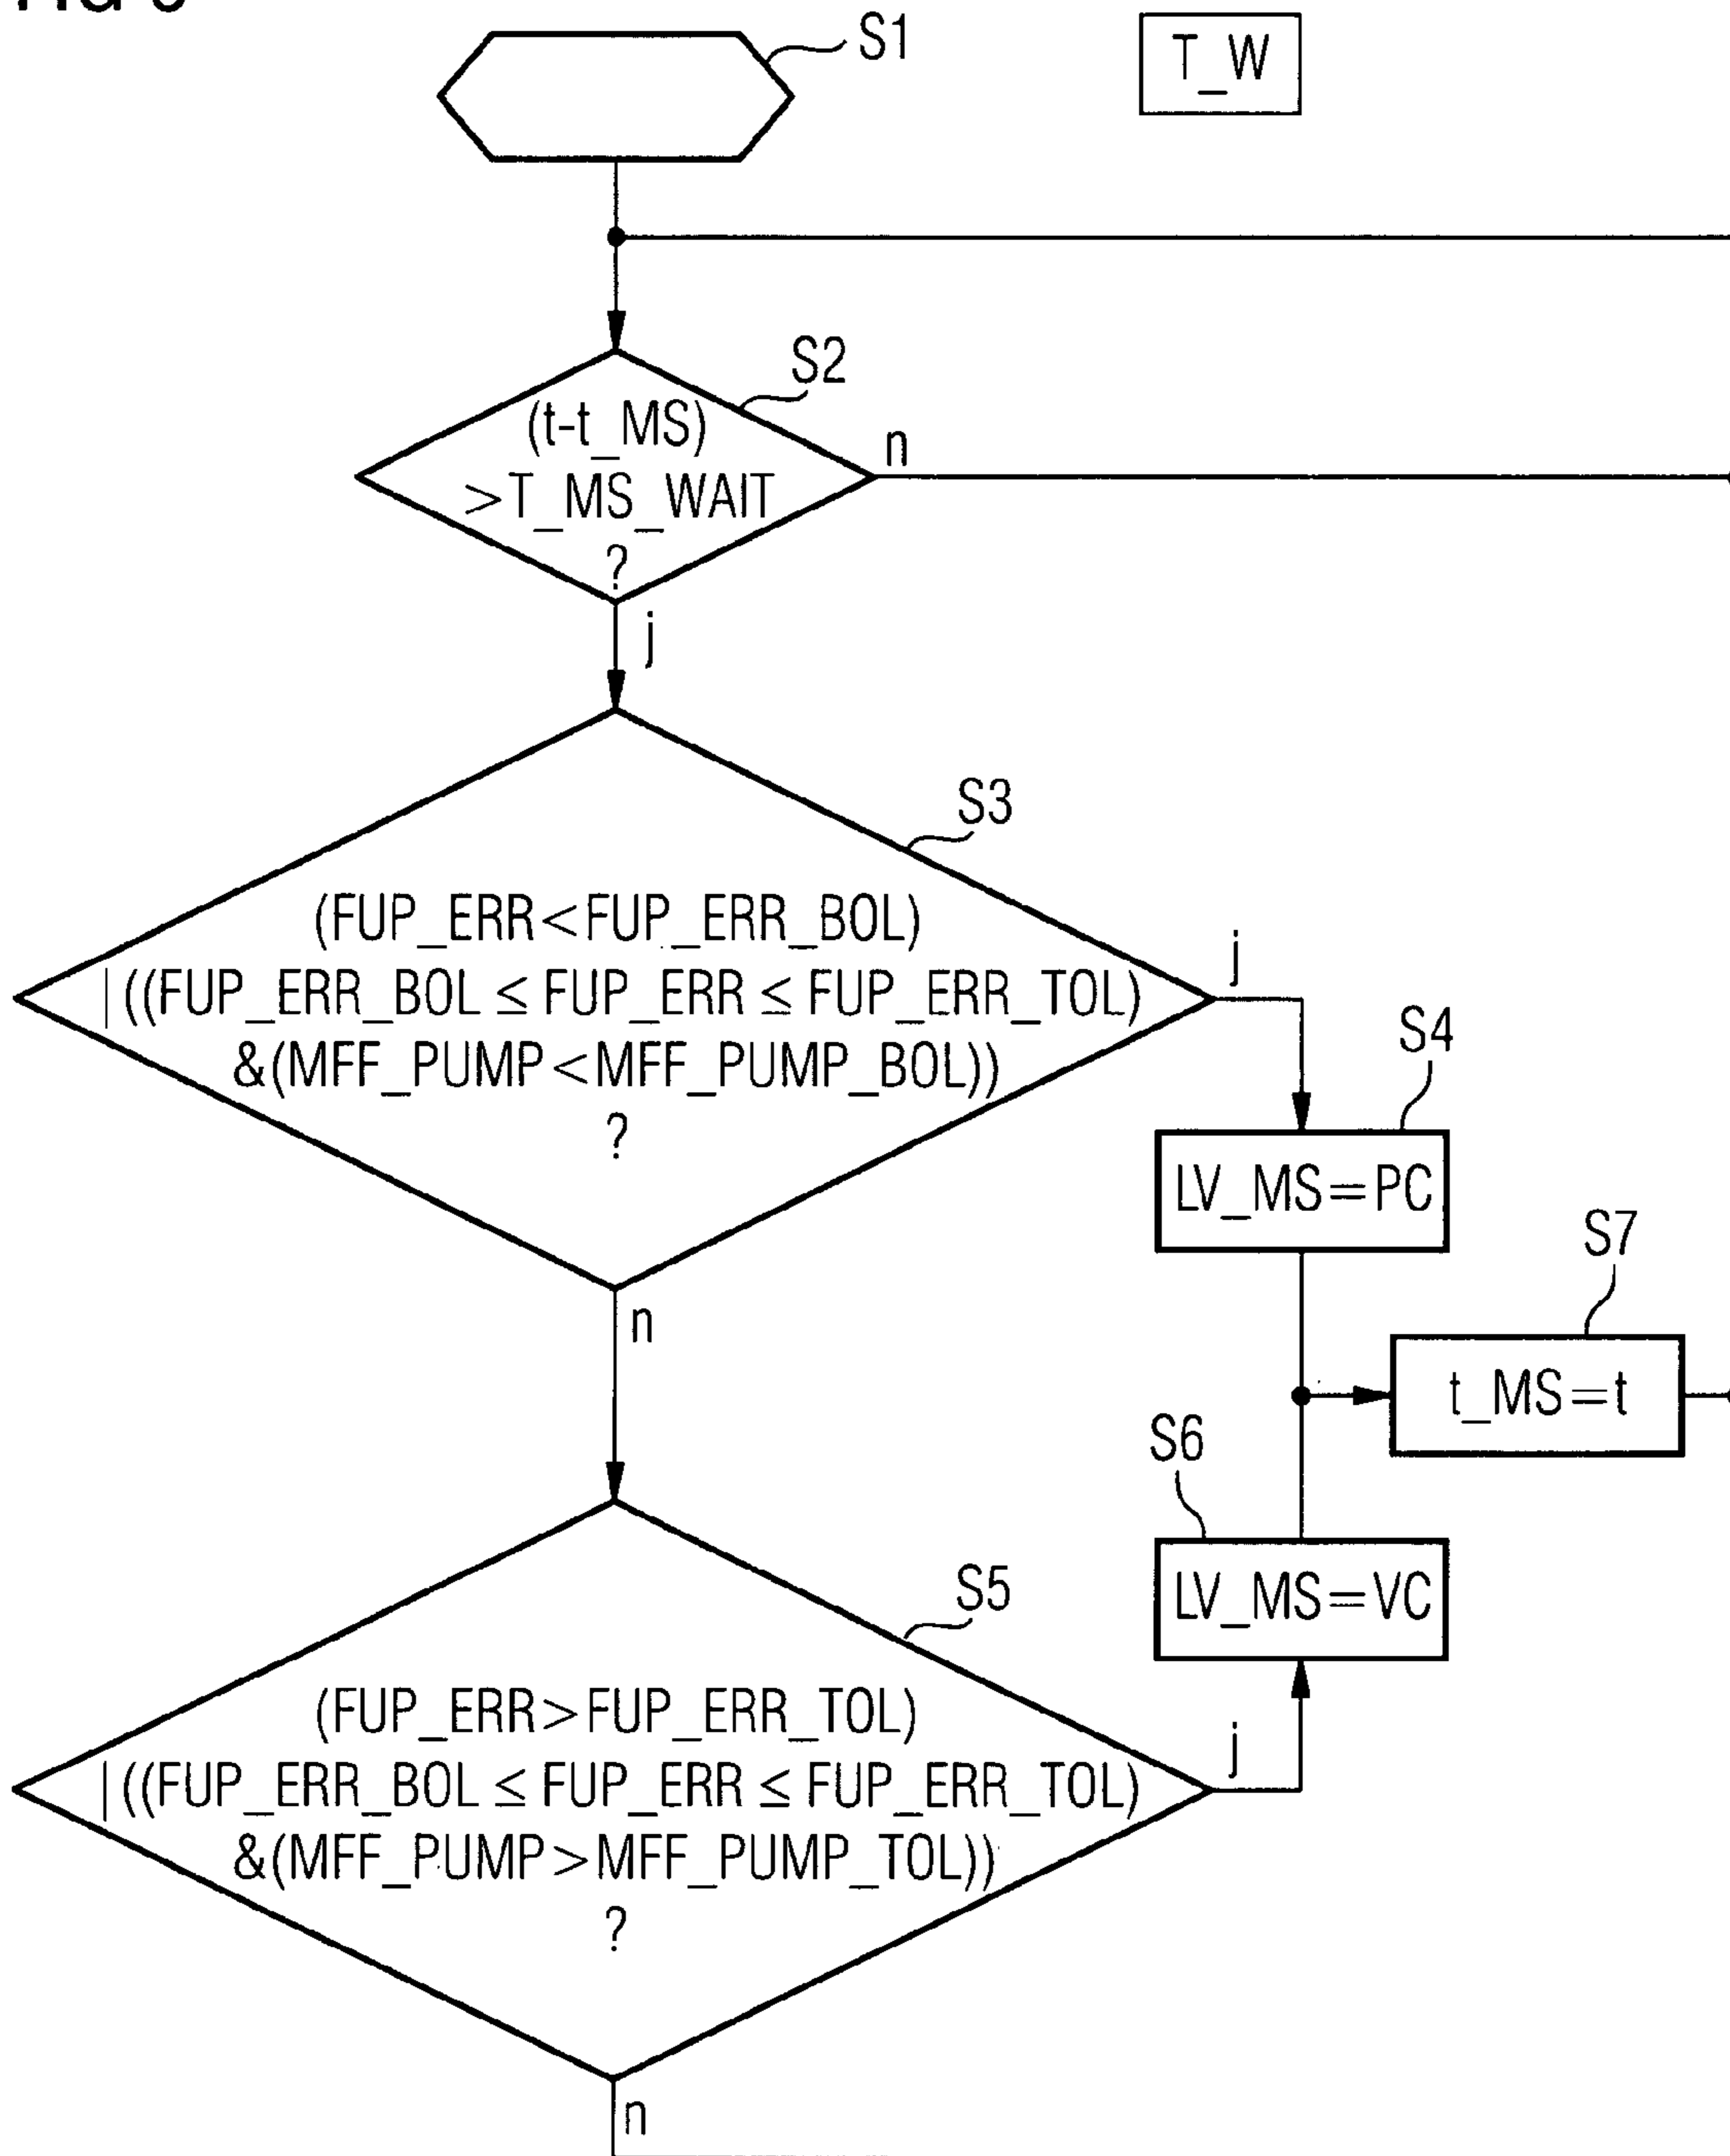 S1
T_W
S2
(t-t_MS)
>T_MS_WAIT
?
n
j
S3
(FUP_ERR<FUP_ERR_BOL)
|((FUP_ERR_BOL ≤ FUP_ERR ≤ FUP_ERR_TOL)
&(MFF_PUMP<MFF_PUMP_BOL))
?
j
S4
LV_MS=PC
S7
n
t_MS=t
S6
LV_MS=VC
S5
(FUP_ERR>FUP_ERR_TOL)
|((FUP_ERR_BOL ≤ FUP_ERR ≤ FUP_ERR_TOL)
&(MFF_PUMP>MFF_PUMP_TOL))
?
j
n